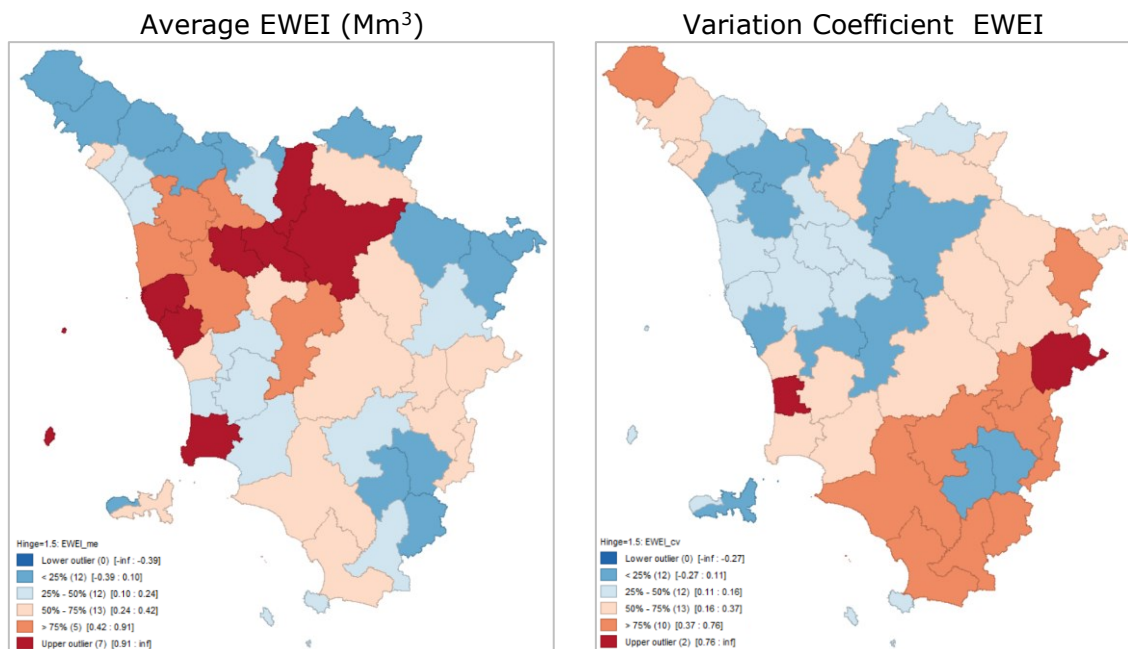 Average EWEI (Mm³)
Variation Coefficient EWEI
Hinge=1.5: EWEI_me
Lower outlier (0) [-inf : -0.39]
< 25% (12) [-0.39 : 0.10]
25% - 50% (12) [0.10 : 0.24]
50% - 75% (13) [0.24 : 0.42]
> 75% (5) [0.42 : 0.91]
Upper outlier (7) [0.91 : inf]
Hinge=1.5: EWEI_cv
Lower outlier (0) [-inf : -0.27]
< 25% (12) [-0.27 : 0.11]
25% - 50% (12) [0.11 : 0.16]
50% - 75% (13) [0.16 : 0.37]
> 75% (10) [0.37 : 0.76]
Upper outlier (2) [0.76 : inf]